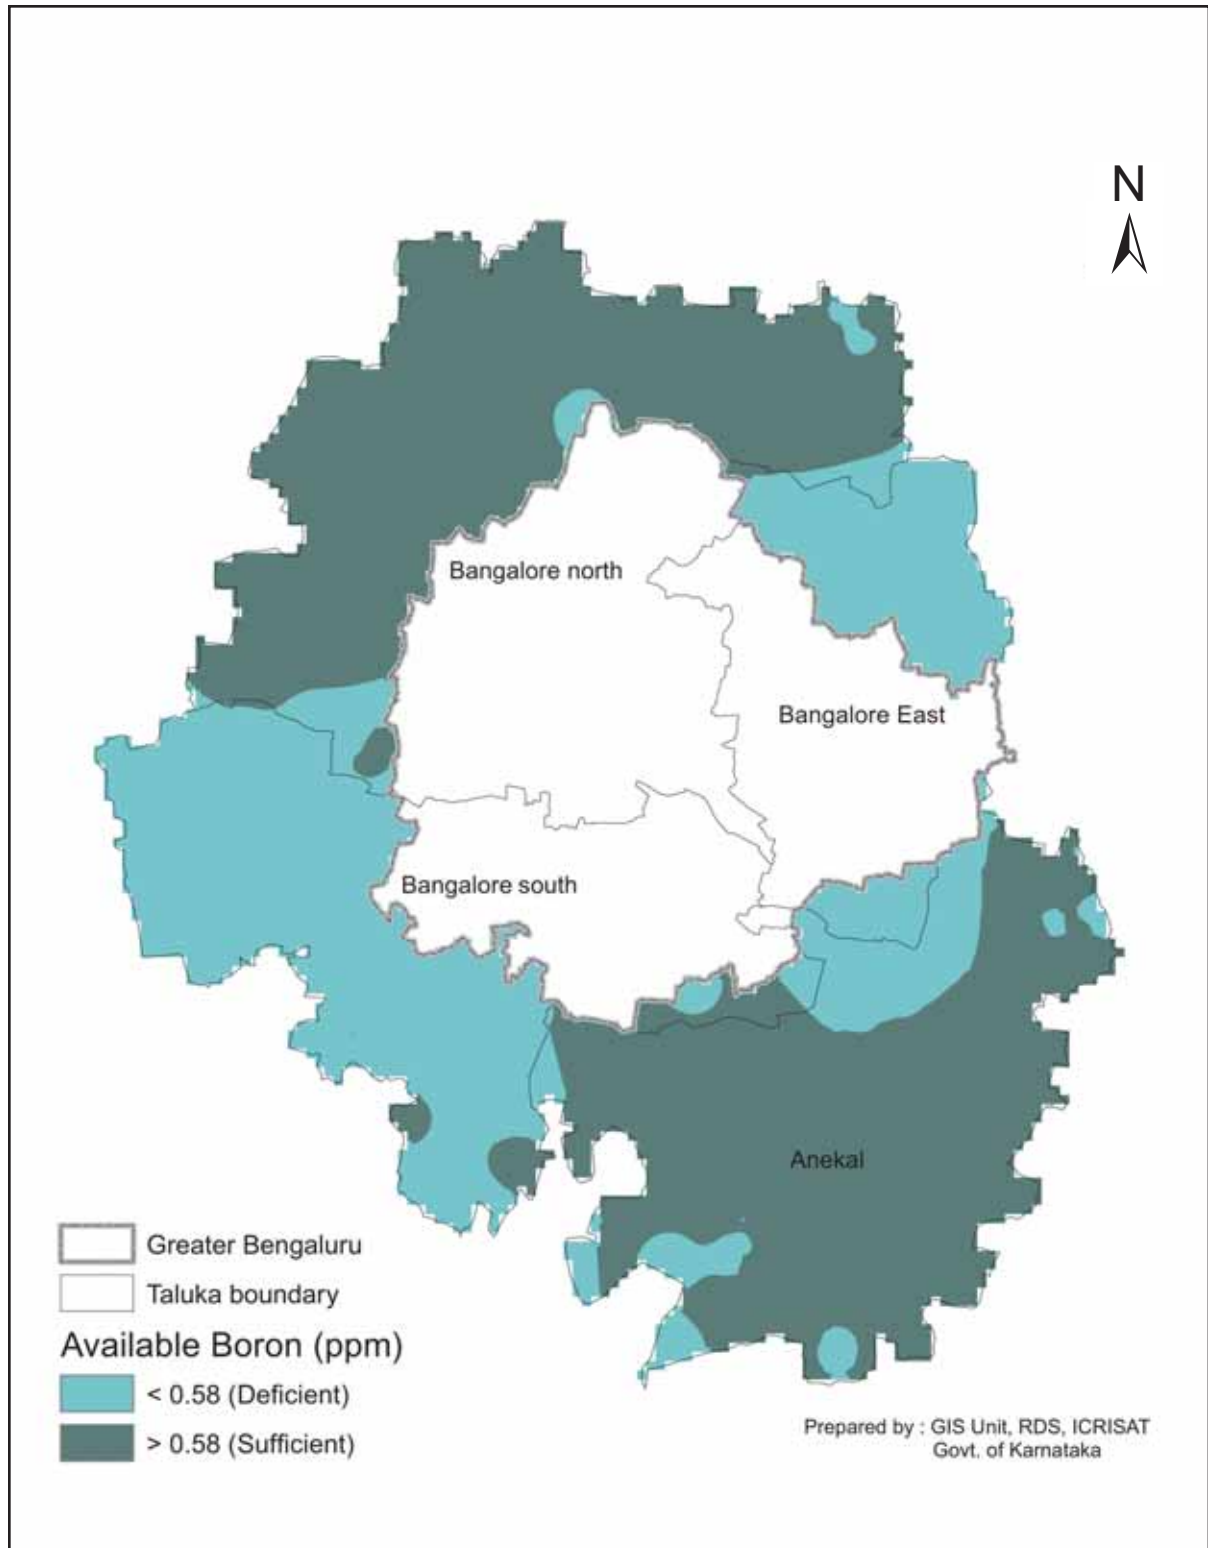 N
Bangalore north
Bangalore East
Bangalore south
Anekal
Greater Bengaluru
Taluka boundary
Available Boron (ppm)
< 0.58 (Deficient)
> 0.58 (Sufficient)
Prepared by : GIS Unit, RDS, ICRISAT
Govt. of Karnataka